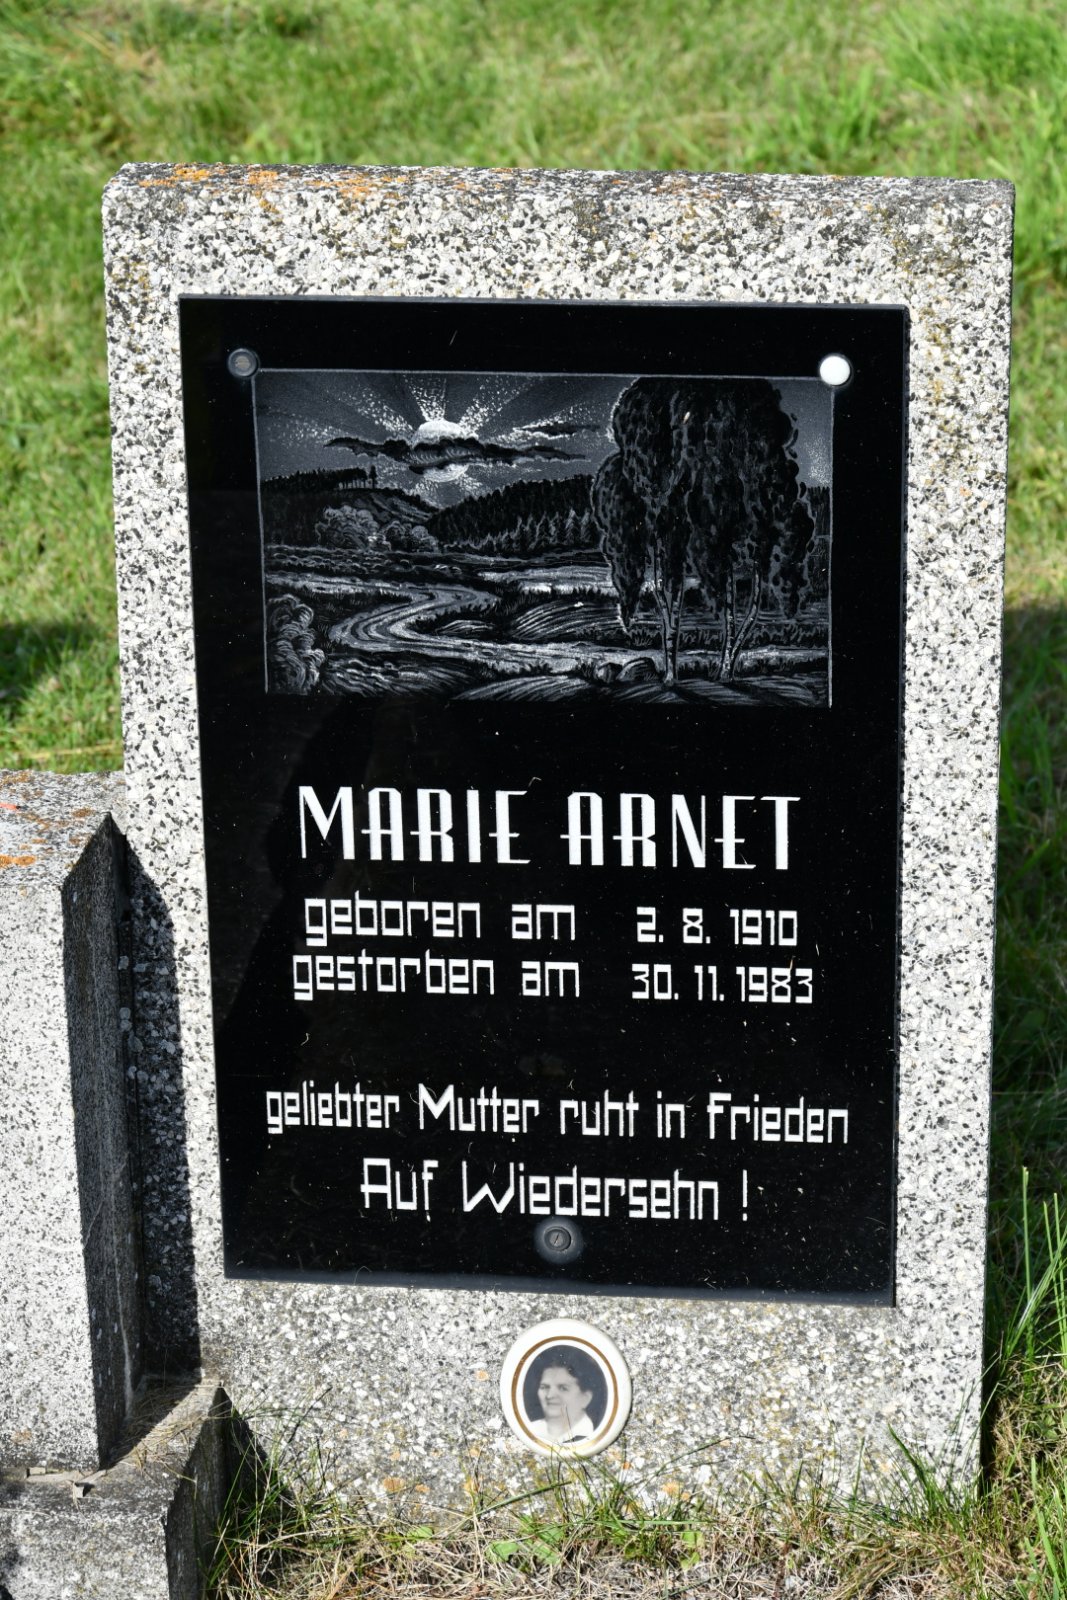 MARIE ARNET
geboren am 2. 8. 1910
gestorben am 30. 11. 1983
geliebter Mutter ruht in Frieden
Auf Wiedersehn !